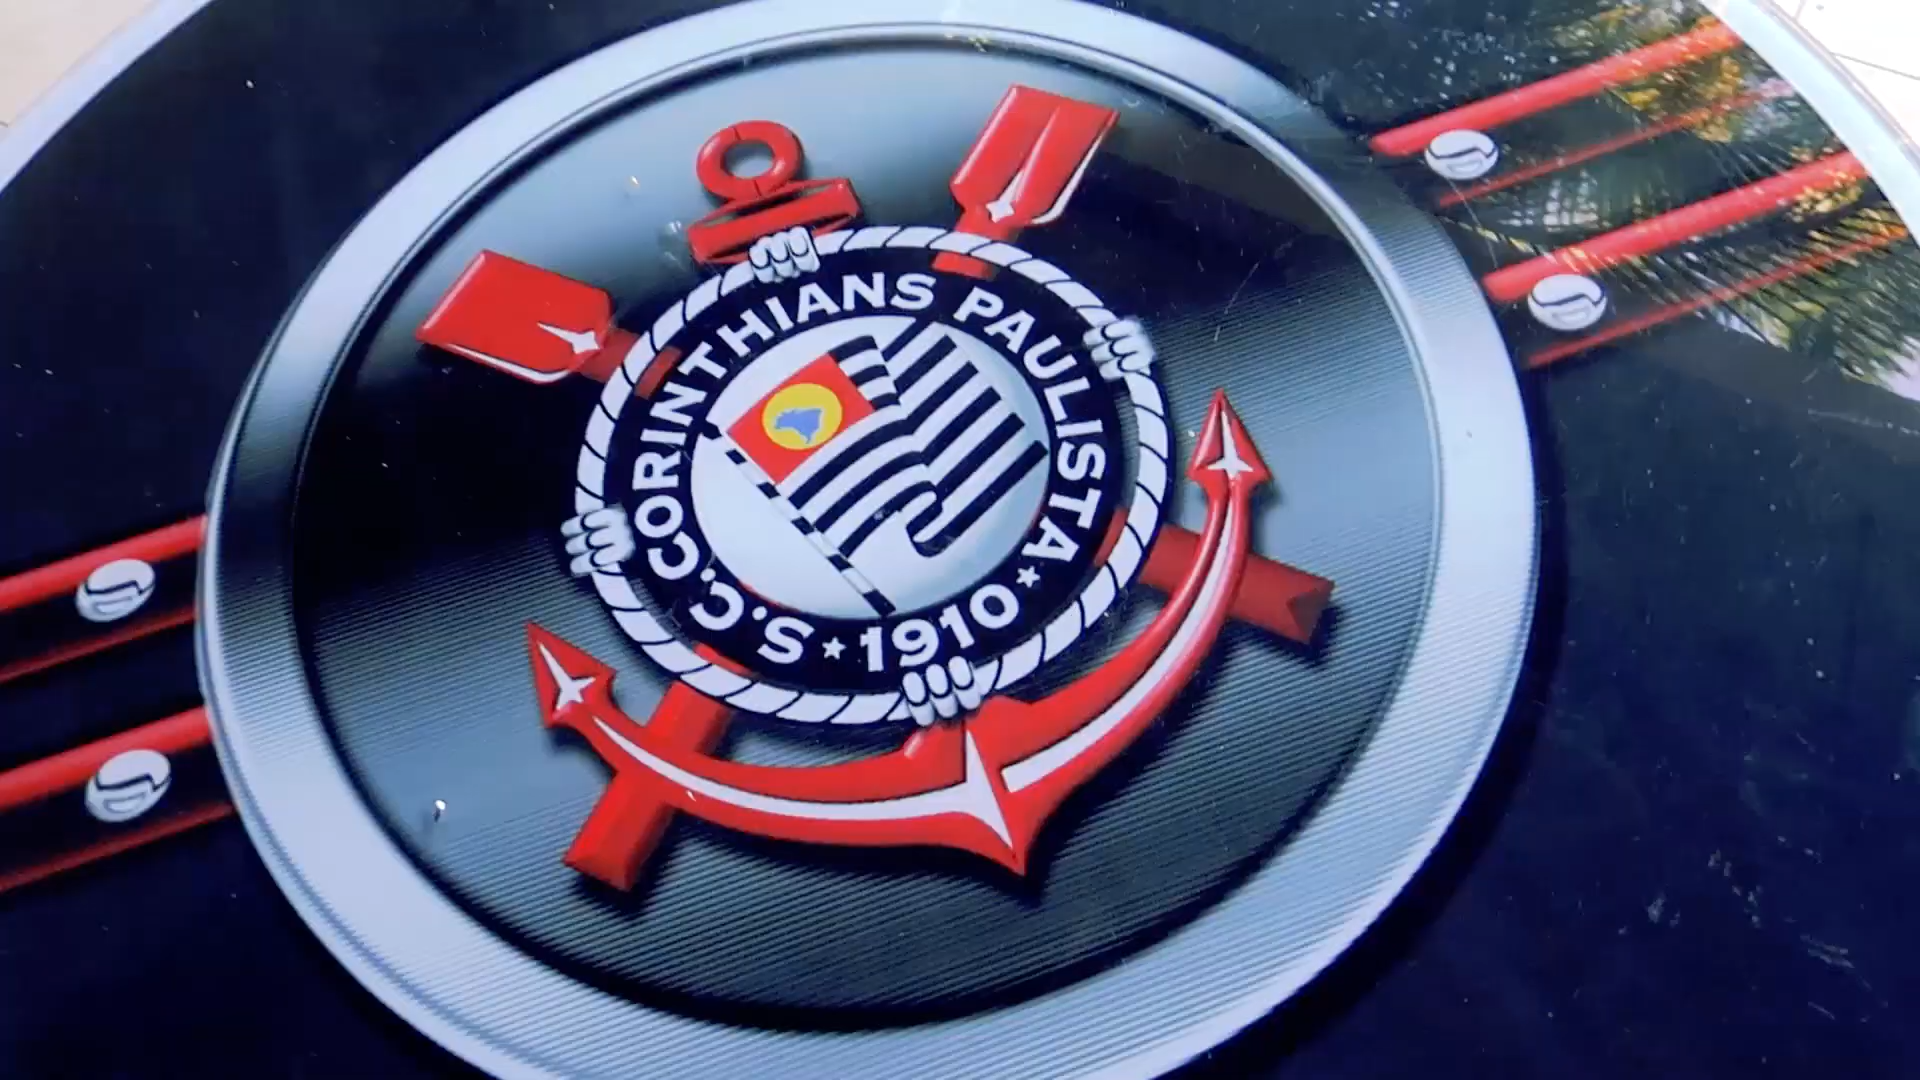 S.C. CORINTHIANS PAULISTA
★ 1910 ★